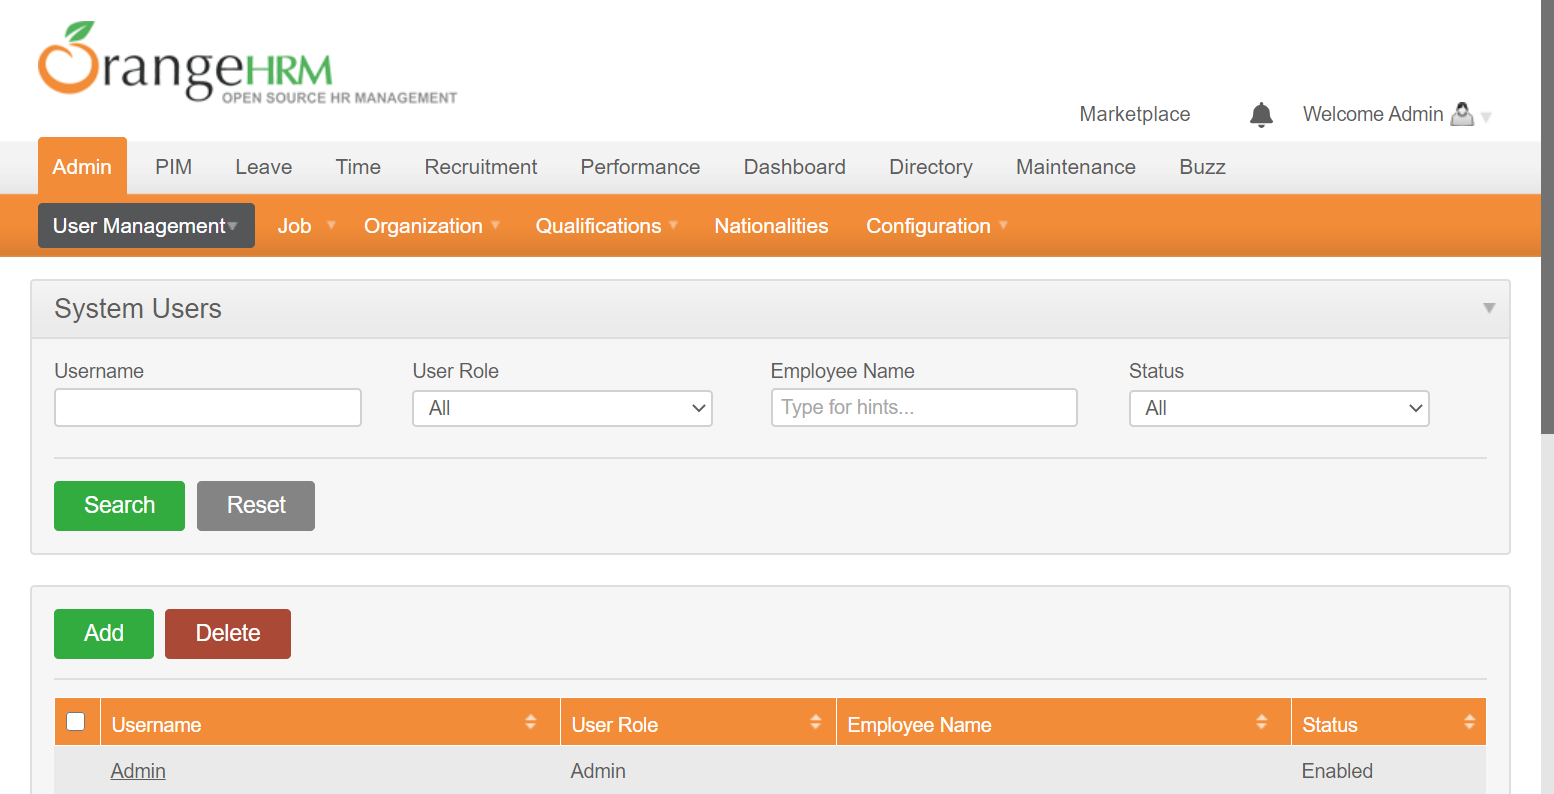 OrangeHRM
OPEN SOURCE HR MANAGEMENT
Marketplace Welcome Admin
Admin PIM Leave Time Recruitment Performance Dashboard Directory Maintenance Buzz
User Management Job Organization Qualifications Nationalities Configuration
System Users
Username User Role Employee Name Status
All Type for hints... All
Search Reset
Add Delete
Username User Role Employee Name Status
Admin Admin Enabled